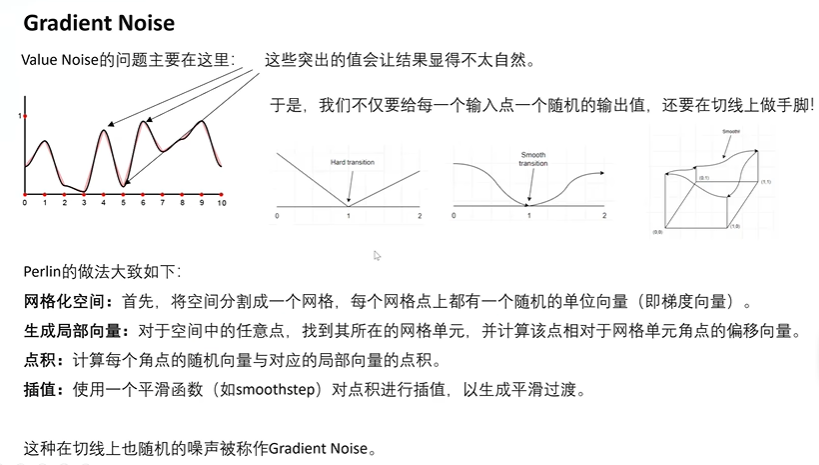 Gradient Noise
Value Noise的问题主要在这里： 这些突出的值会让结果显得不太自然。
于是，我们不仅要给每一个输入点一个随机的输出值，还要在切线上做手脚！
1
0 1 2 3 4 5 6 7 8 9 10
Hard transition
0 1 2
Smooth
transition
0 1 2
Smooth
(0,1)
(1,1)
(0,0)
(1,0)
Perlin的做法大致如下：
网格化空间：首先，将空间分割成一个网格，每个网格点上都有一个随机的单位向量（即梯度向量）。
生成局部向量：对于空间中的任意点，找到其所在的网格单元，并计算该点相对于网格单元角点的偏移向量。
点积：计算每个角点的随机向量与对应的局部向量的点积。
插值：使用一个平滑函数（如smoothstep）对点积进行插值，以生成平滑过渡。
这种在切线上也随机的噪声被称作Gradient Noise。